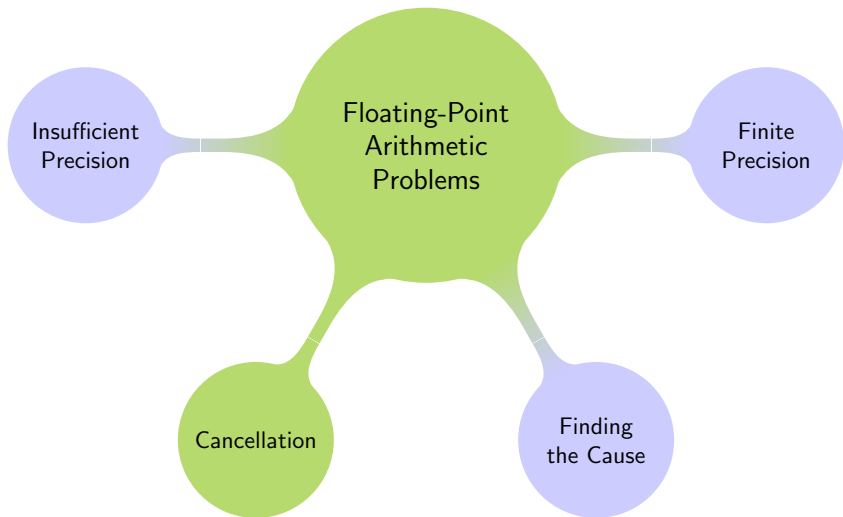 Floating-Point
Arithmetic
Problems
Insufficient
Precision
Finite
Precision
Cancellation
Finding
the Cause